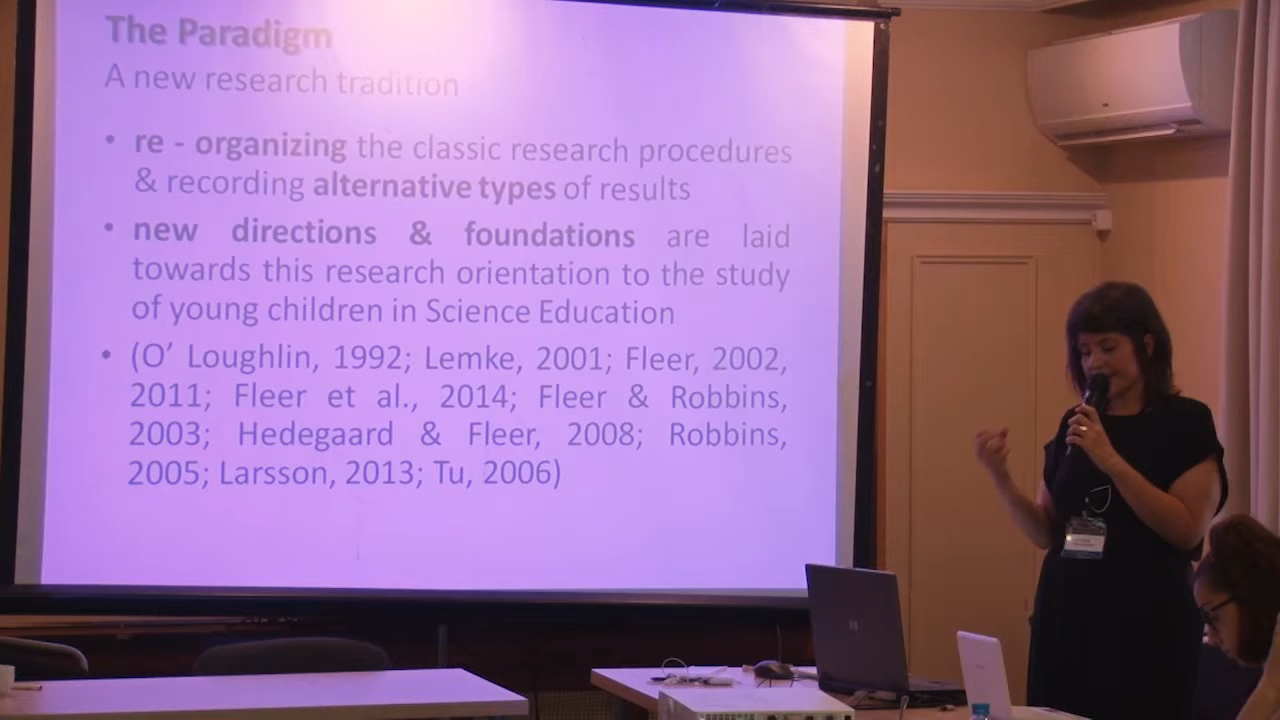 The Paradigm
A new research tradition
• re - organizing the classic research procedures
& recording alternative types of results
• new directions & foundations are laid
towards this research orientation to the study
of young children in Science Education
• (O’ Loughlin, 1992; Lemke, 2001; Fleer, 2002,
2011; Fleer et al., 2014; Fleer & Robbins,
2003; Hedegaard & Fleer, 2008; Robbins,
2005; Larsson, 2013; Tu, 2006)